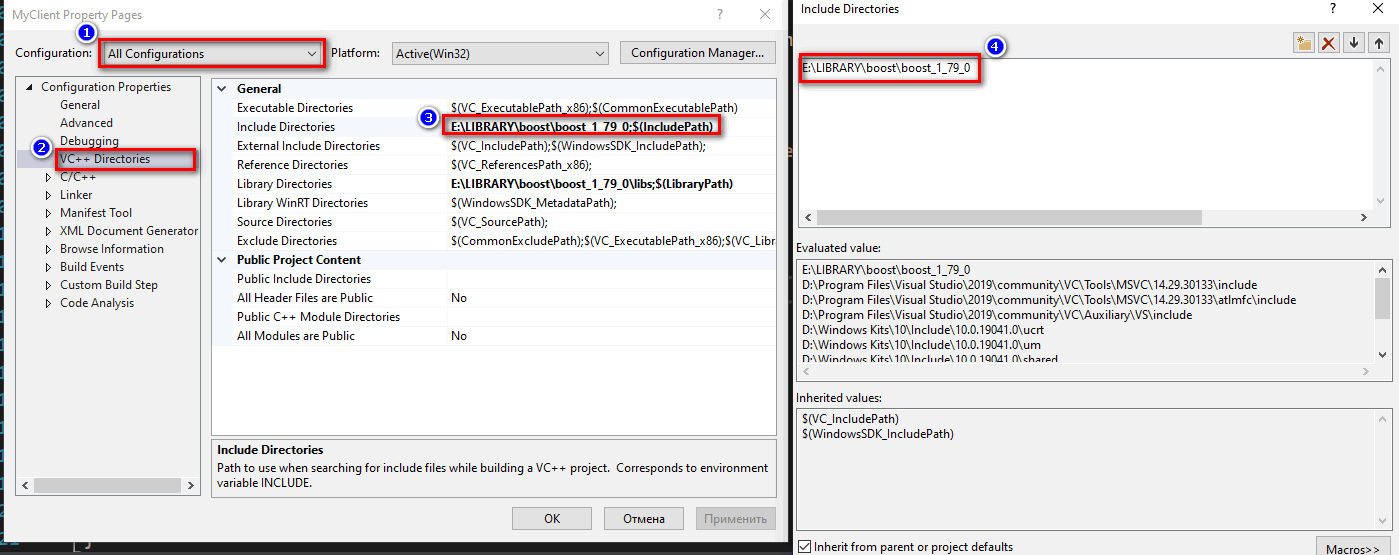 MyClient Property Pages
? ×
1
Configuration: All Configurations Platform: Active(Win32) Configuration Manager...
Configuration Properties
General
Advanced
Debugging
2
VC++ Directories
C/C++
Linker
Manifest Tool
XML Document Generator
Browse Information
Build Events
Custom Build Step
Code Analysis
General
Executable Directories $(VC_ExecutablePath_x86);$(CommonExecutablePath)
3
Include Directories E:\LIBRARY\boost\boost_1_79_0;$(IncludePath)
External Include Directories $(VC_IncludePath);$(WindowsSDK_IncludePath);
Reference Directories $(VC_ReferencesPath_x86);
Library Directories E:\LIBRARY\boost\boost_1_79_0\libs;$(LibraryPath)
Library WinRT Directories $(WindowsSDK_MetadataPath);
Source Directories $(VC_SourcePath);
Exclude Directories $(CommonExcludePath);$(VC_ExecutablePath_x86);$(VC_Libra
Public Project Content
Public Include Directories
All Header Files are Public No
Public C++ Module Directories
All Modules are Public No
Include Directories
Path to use when searching for include files while building a VC++ project. Corresponds to environment
variable INCLUDE.
OK Отмена Применить
Include Directories
? ×
4
E:\LIBRARY\boost\boost_1_79_0
Evaluated value:
E:\LIBRARY\boost\boost_1_79_0
D:\Program Files\Visual Studio\2019\community\VC\Tools\MSVC\14.29.30133\include
D:\Program Files\Visual Studio\2019\community\VC\Tools\MSVC\14.29.30133\atlmfc\include
D:\Program Files\Visual Studio\2019\community\VC\Auxiliary\VS\include
D:\Windows Kits\10\Include\10.0.19041.0\ucrt
D:\Windows Kits\10\Include\10.0.19041.0\um
D:\Windows Kits\10\Include\10.0.19041.0\shared
Inherited values:
$(VC_IncludePath)
$(WindowsSDK_IncludePath)
Inherit from parent or project defaults
Macros>>